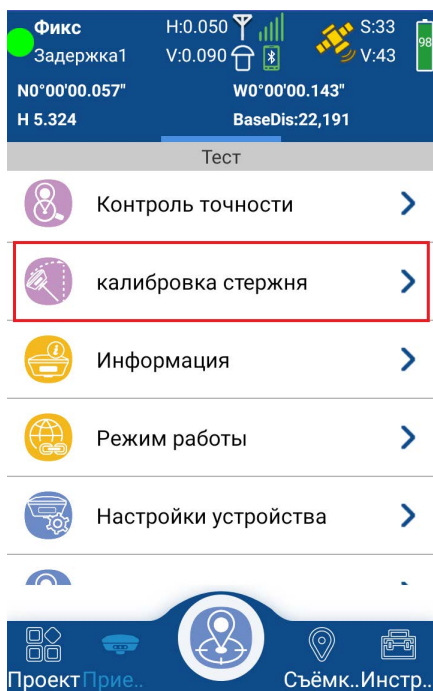 Фикс H:0.050 S:33
Задержка1 V:0.090 V:43 98
N0°00'00.057" W0°00'00.143"
H 5.324 BaseDis:22,191
Тест
Контроль точности
калибровка стержня
Информация
Режим работы
Настройки устройства
Проект Прие.. Съёмк.. Инстр..